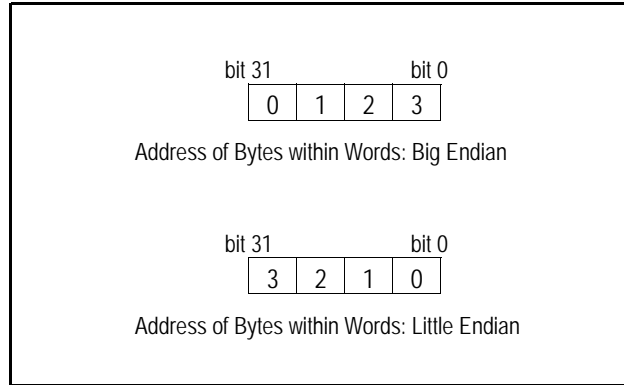 bit 31 bit 0
0 1 2 3
Address of Bytes within Words: Big Endian
bit 31 bit 0
3 2 1 0
Address of Bytes within Words: Little Endian